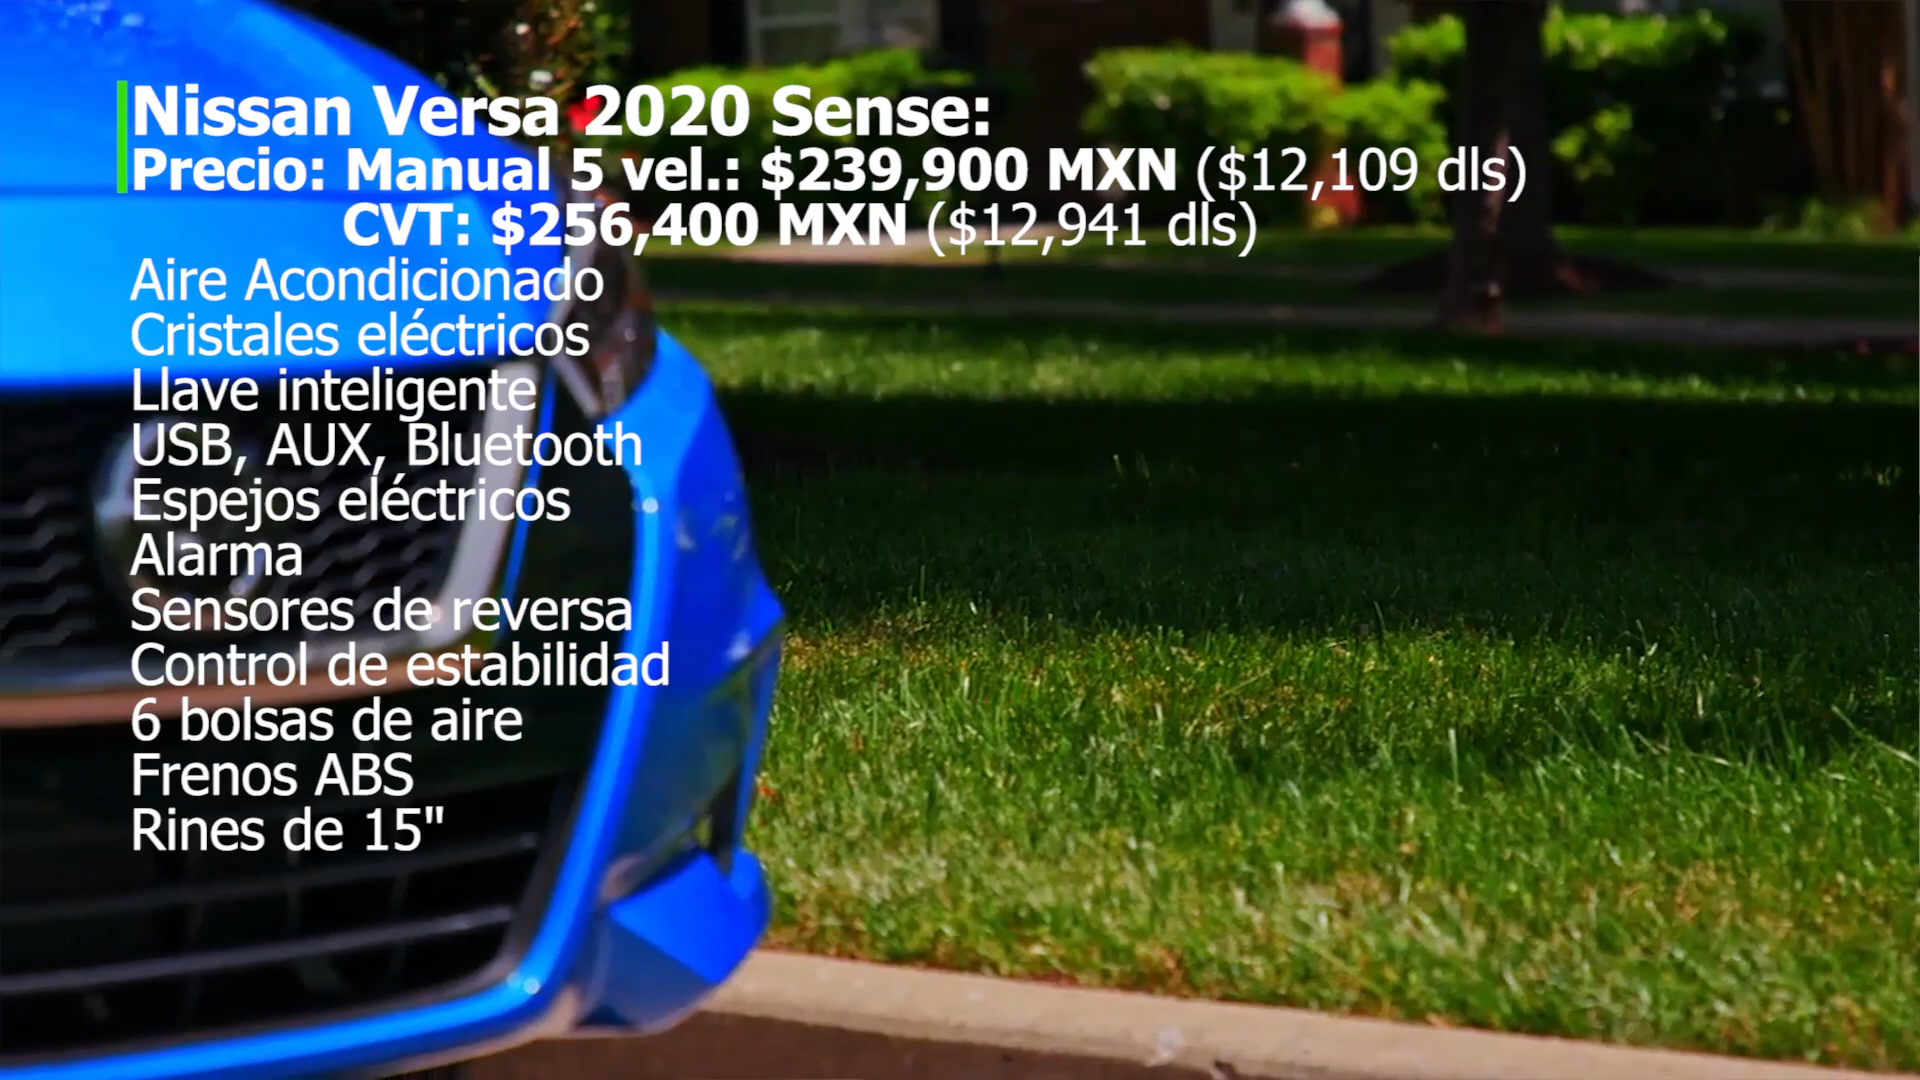 Nissan Versa 2020 Sense:
Precio: Manual 5 vel.: $239,900 MXN ($12,109 dls)
CVT: $256,400 MXN ($12,941 dls)
Aire Acondicionado
Cristales eléctricos
Llave inteligente
USB, AUX, Bluetooth
Espejos eléctricos
Alarma
Sensores de reversa
Control de estabilidad
6 bolsas de aire
Frenos ABS
Rines de 15"